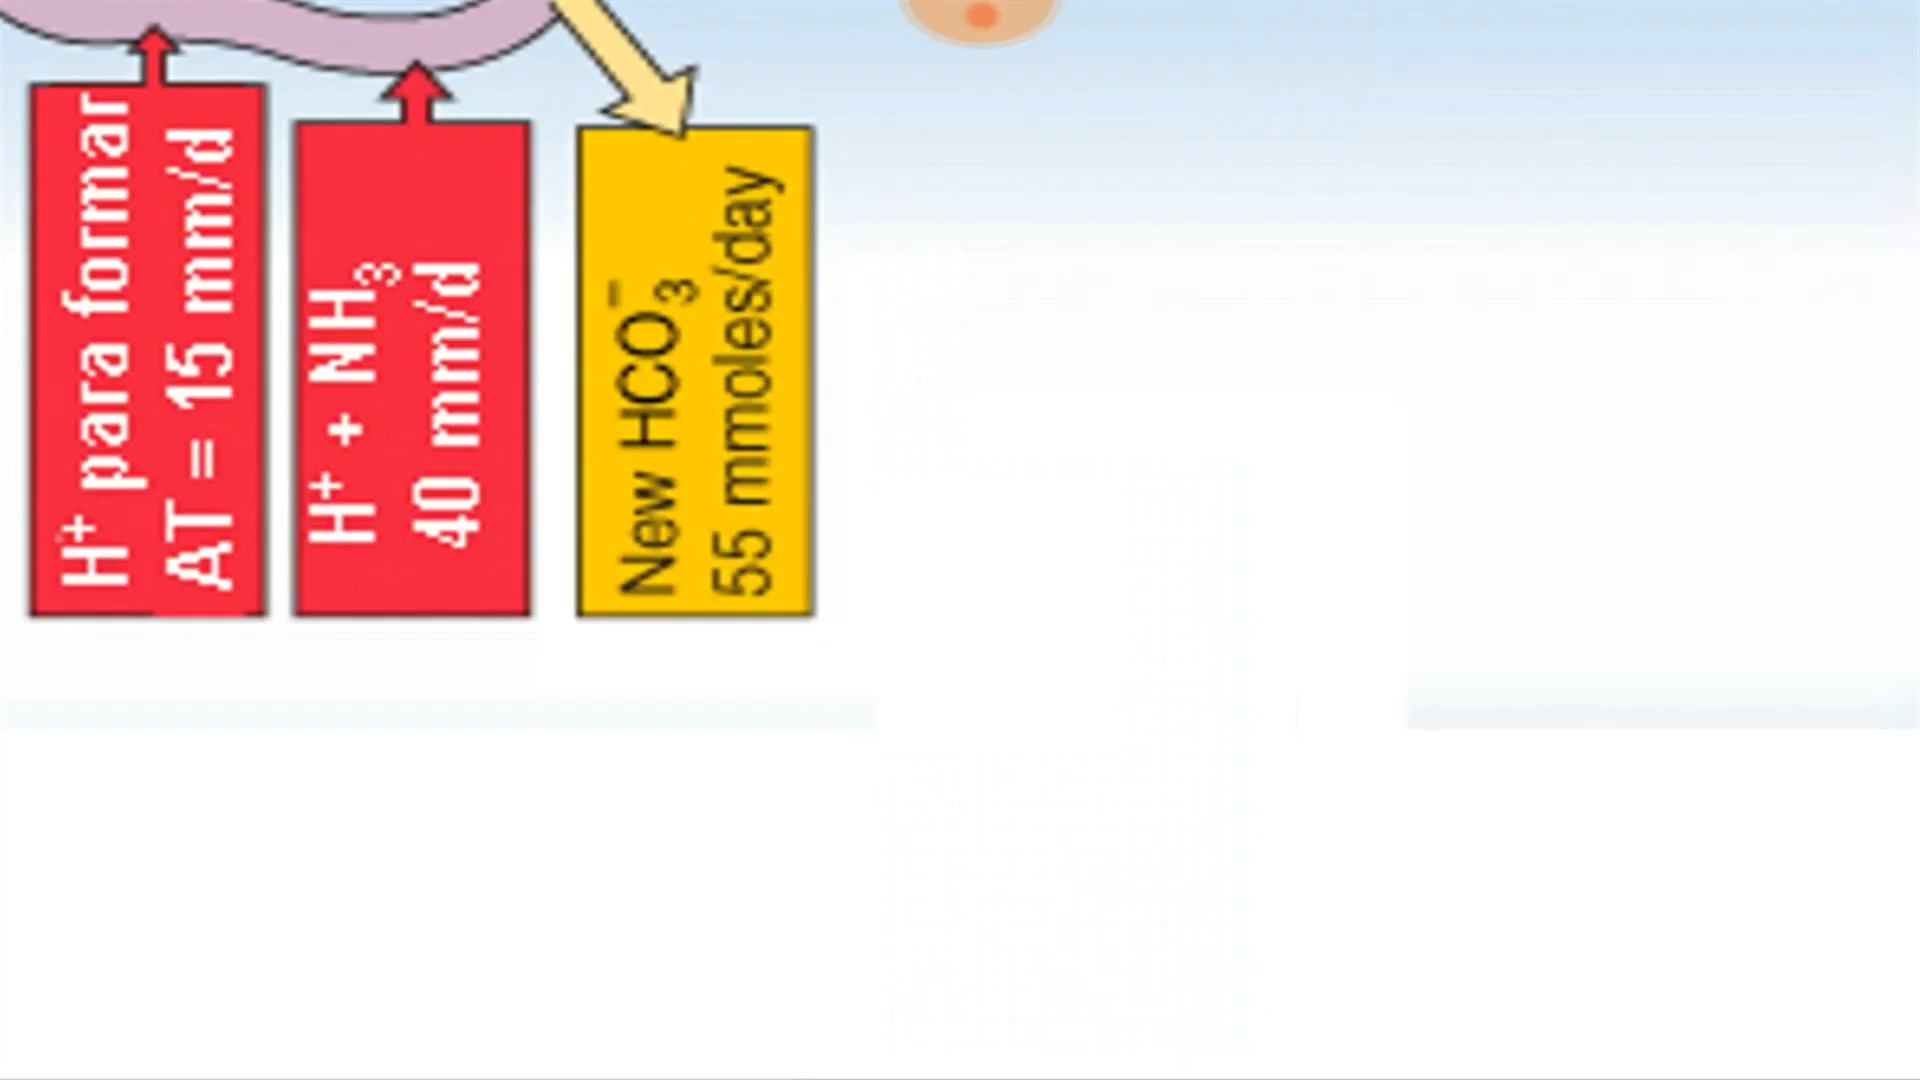 H⁺ para formar
AT = 15 mm/d
H⁺ + NH₃
40 mm/d
New HCO₃⁻
55 mmoles/day